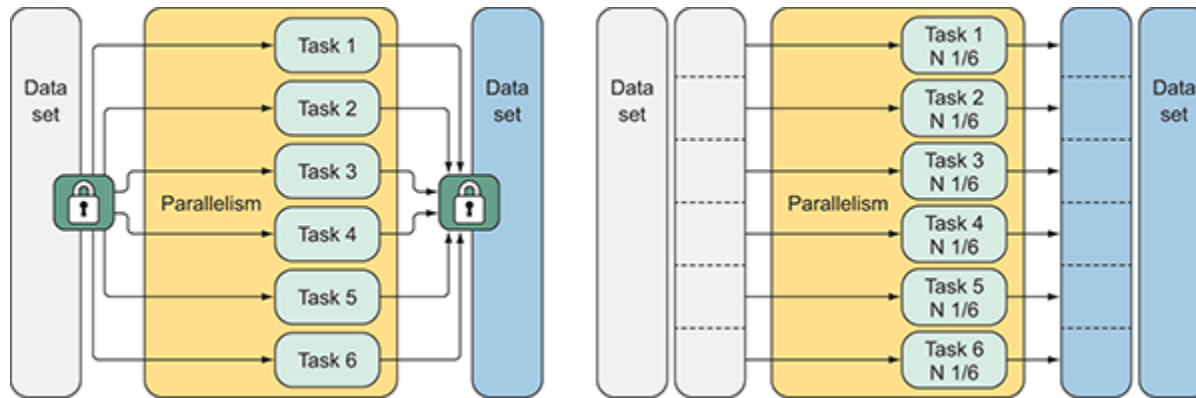 Data
set
Parallelism
Task 1
Task 2
Task 3
Task 4
Task 5
Task 6
Data
set
Data
set
Parallelism
Task 1
N 1/6
Task 2
N 1/6
Task 3
N 1/6
Task 4
N 1/6
Task 5
N 1/6
Task 6
N 1/6
Data
set